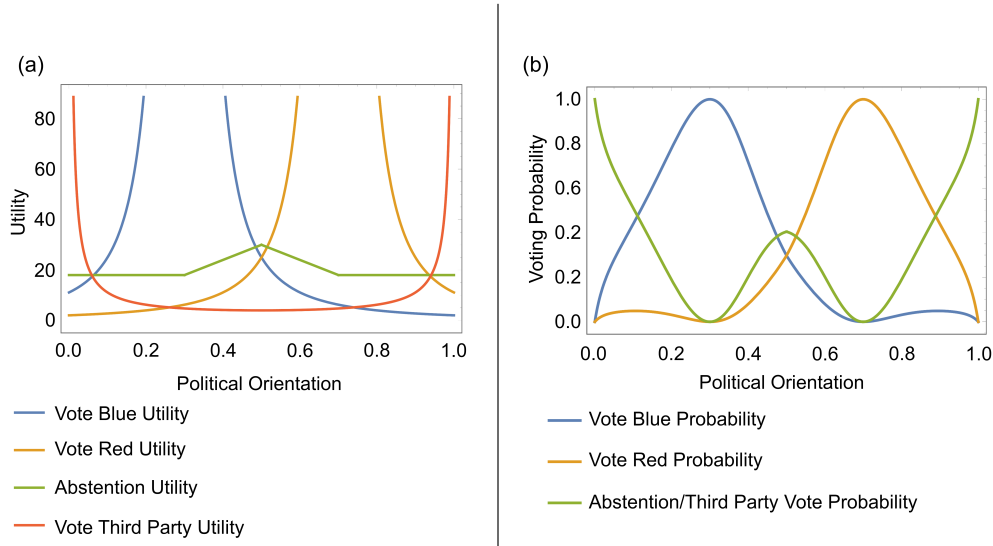 (a)
80
60
40
20
0
Utility
0.0 0.2 0.4 0.6 0.8 1.0
Political Orientation
Vote Blue Utility
Vote Red Utility
Abstention Utility
Vote Third Party Utility
(b)
1.0
0.8
0.6
0.2
0.2
0.0
Voting Probability
0.0 0.2 0.4 0.6 0.8 1.0
Political Orientation
Vote Blue Probability
Vote Red Probability
Abstention/Third Party Vote Probability